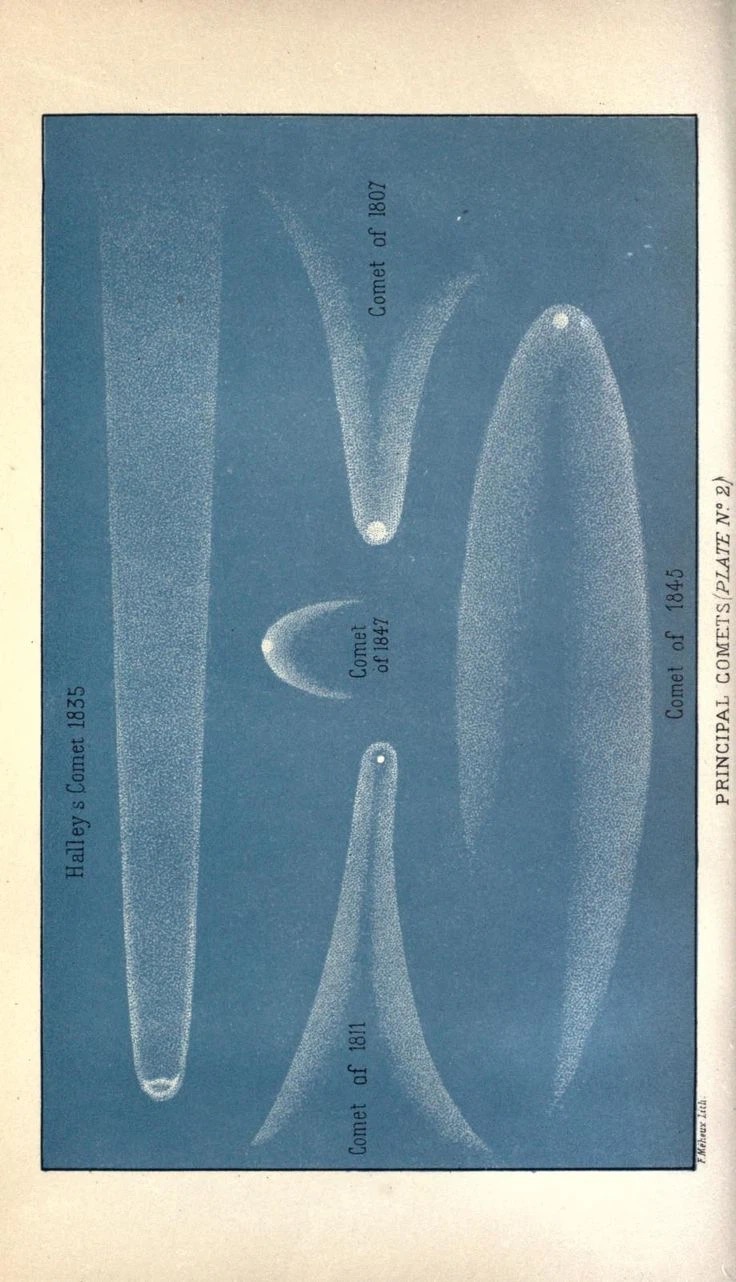 Halley s Comet 1835
Comet of 1811
Comet
of 1847
Comet of 1807
Comet of 1845
F. Méheux Lith.
PRINCIPAL COMETS (PLATE Nº 2)